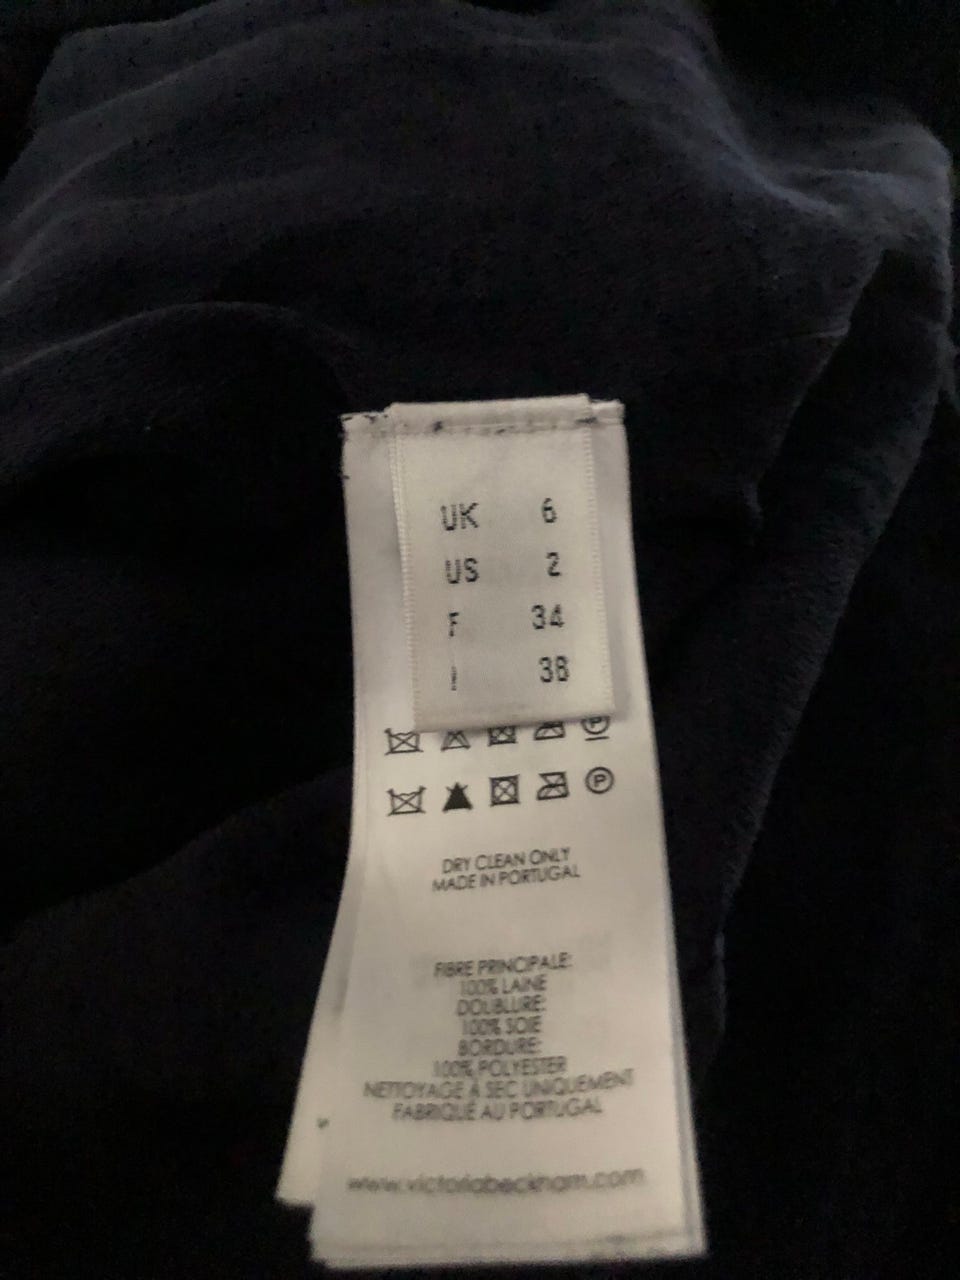 UK 6
US 2
F 34
I 38
P
P
DRY CLEAN ONLY
MADE IN PORTUGAL
FIBRE PRINCIPALE:
100% LAINE
DOUBLURE:
100% SOIE
BORDURE:
100% POLYESTER
NETTOYAGE À SEC UNIQUEMENT
FABRIQUÉ AU PORTUGAL
www.victoriabeckham.com